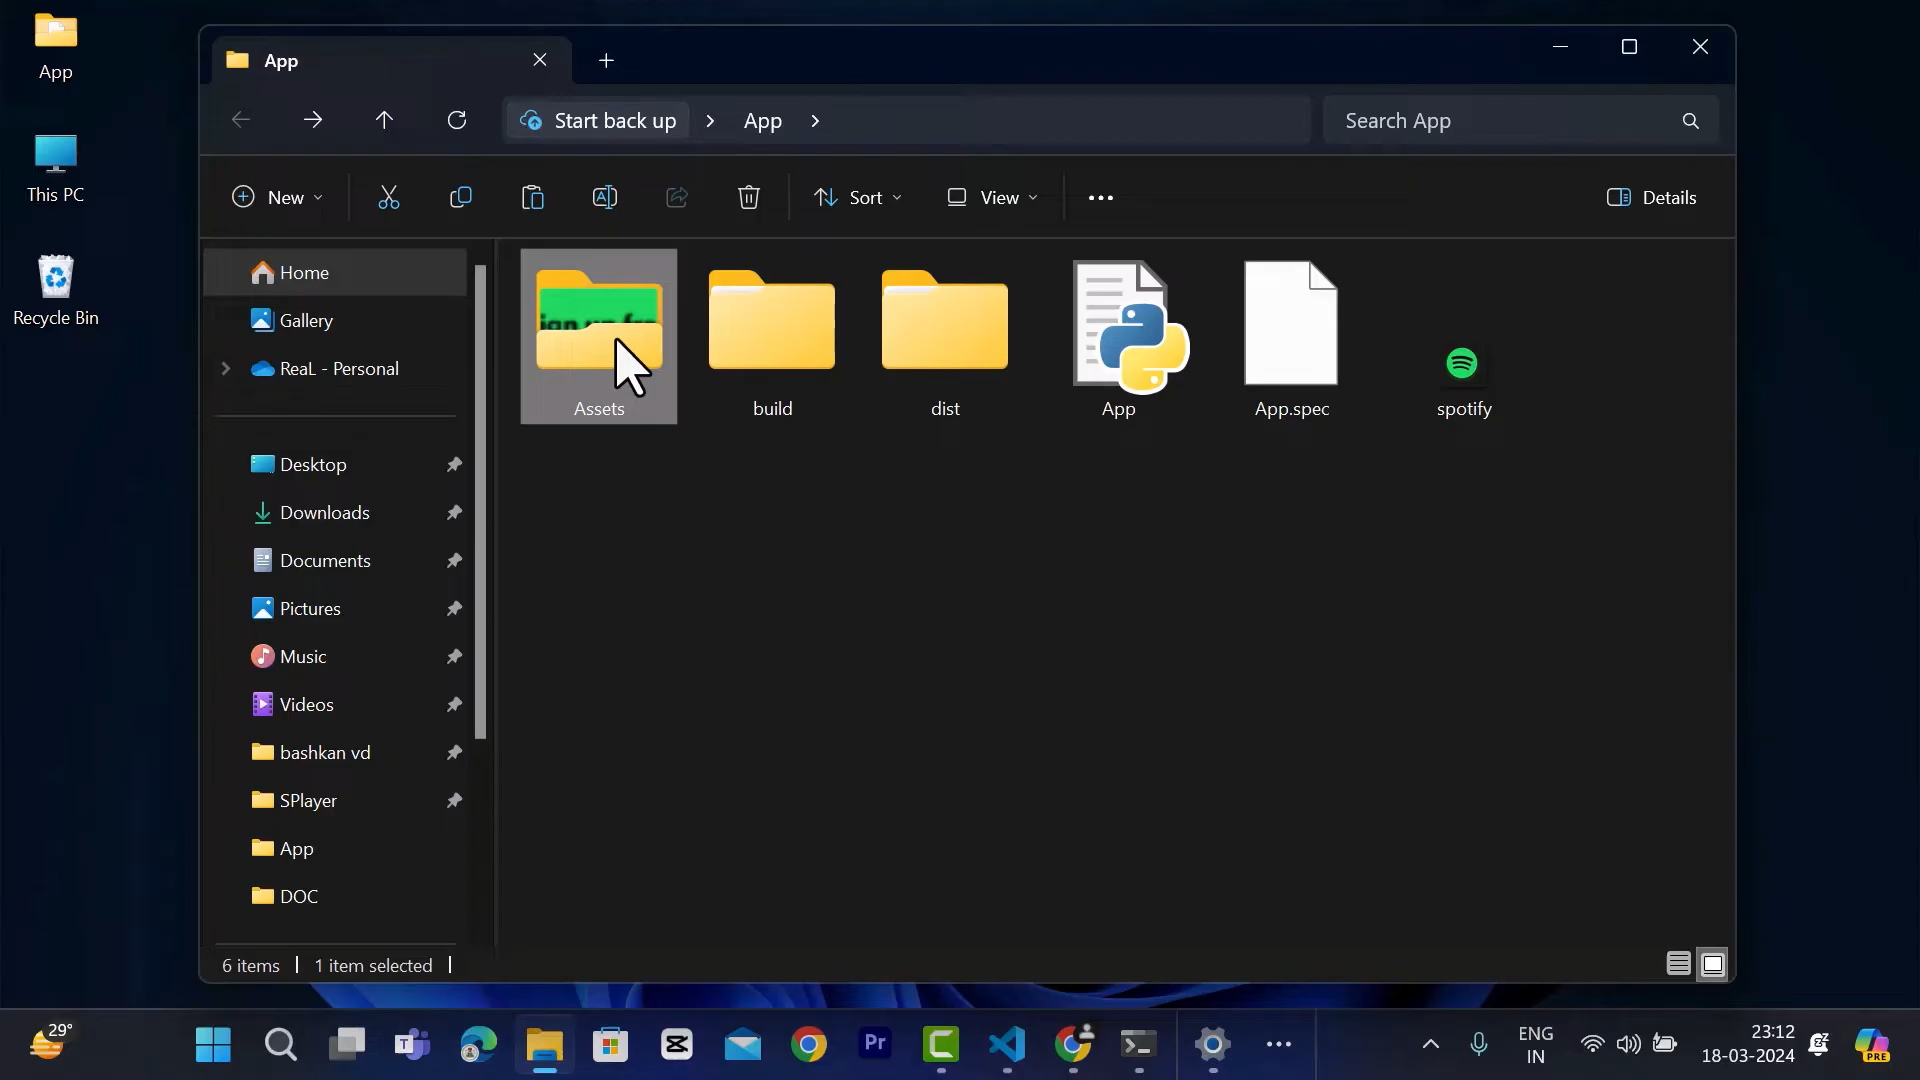 App
This PC
Recycle Bin
App
Start back up
App
Search App
New
Sort
View
Details
Home
Gallery
ReaL - Personal
Desktop
Downloads
Documents
Pictures
Music
Videos
bashkan vd
SPlayer
App
DOC
Assets
build
dist
App
App.spec
spotify
6 items
1 item selected
29°
T
Pr
ENG
IN
23:12
18-03-2024
PRE